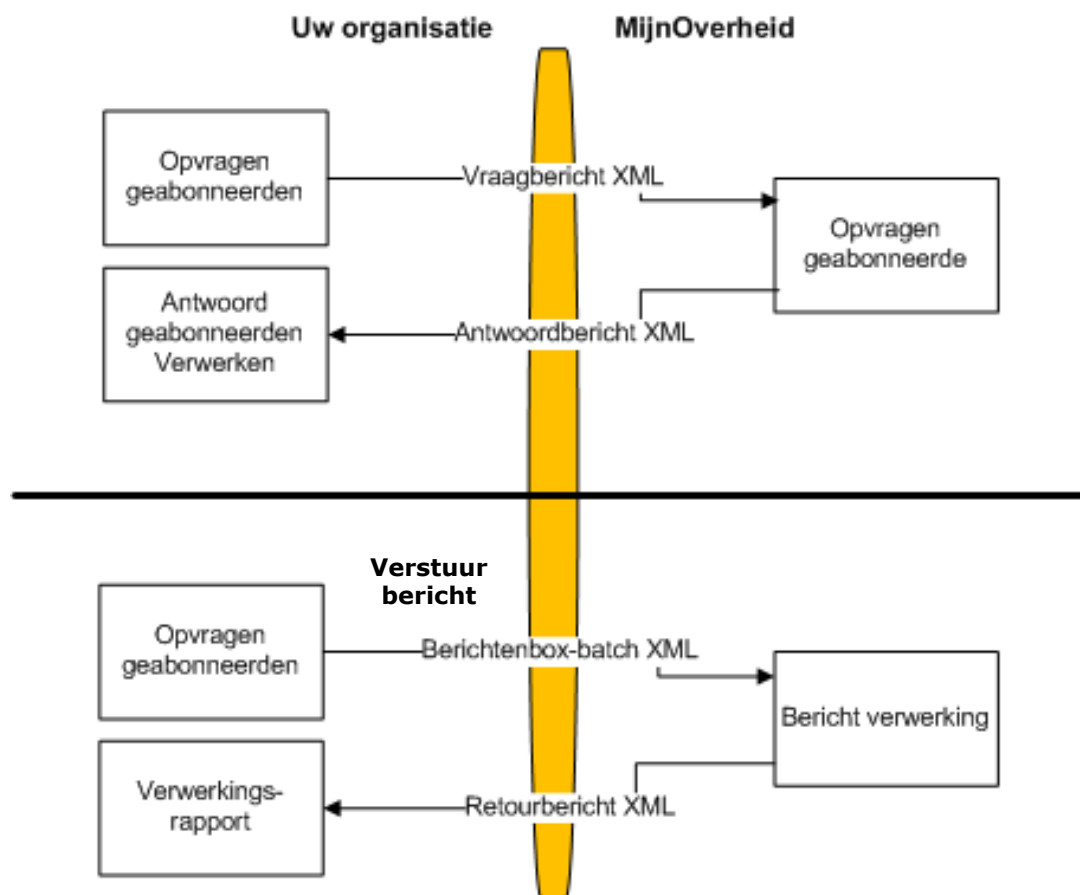 Uw organisatie
MijnOverheid
Opvragen
geabonneerden
Vraagbericht XML
Opvragen
geabonneerde
Antwoord
geabonneerden
Verwerken
Antwoordbericht XML
Verstuur
bericht
Opvragen
geabonneerden
Berichtenbox-batch XML
Bericht verwerking
Verwerkings-
rapport
Retourbericht XML